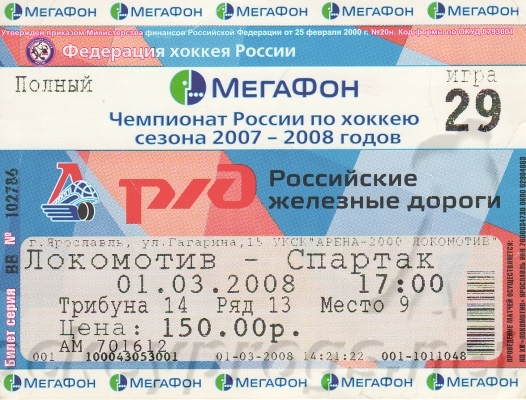 МЕГАФОН МЕГАФОН МЕГАФОН МЕГАФОН МЕГАФОН
Утвержден приказом Министерства финансов Российской Федерации от 25 февраля 2000 г. №20н. Код формы по ОКУД 0793001
Федерация хоккея России
Полный
МЕГАФОН
игра
29
Чемпионат России по хоккею
сезона 2007 – 2008 годов
РЖД Российские
железные дороги
г.Ярославль, ул.Гагарина,15 УКСК"АРЕНА-2000 ЛОКОМОТИВ"
Локомотив - Спартак
01.03.2008 17:00
Трибуна 14 Ряд 13 Место 9
Цена: 150.00р.
АМ 701612
001 100043053001 01-03-2008 14:21:22 001-1011048
МЕГАФОН МЕГАФОН МЕГАФОН МЕГАФОН МЕГАФОН
Билет серия ВВ № 102786